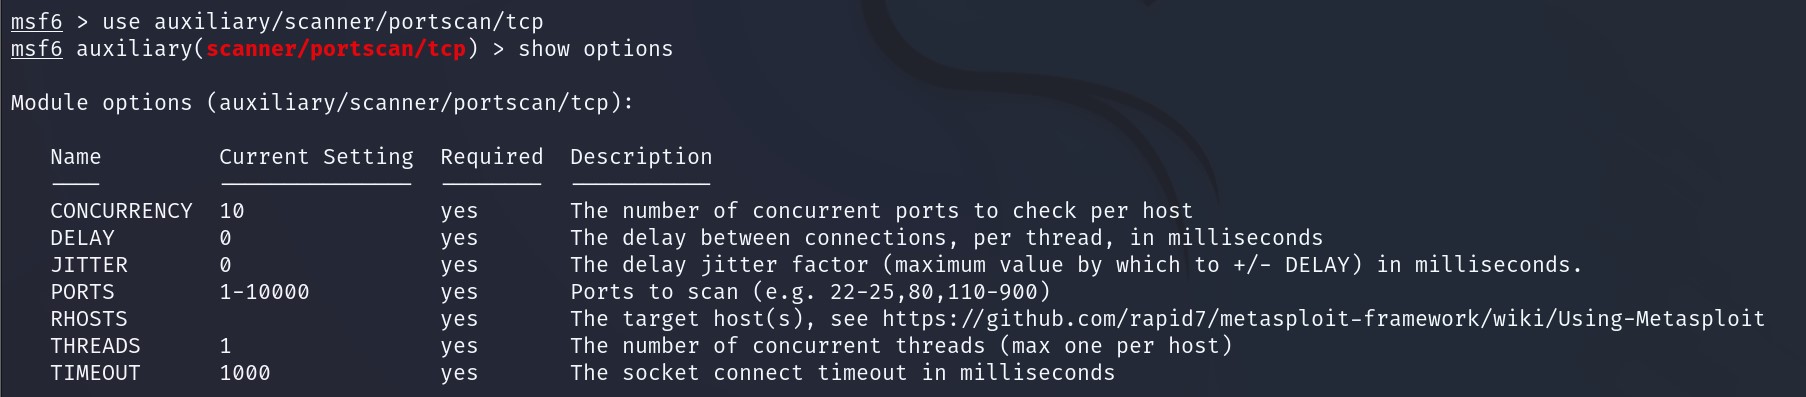 msf6 > use auxiliary/scanner/portscan/tcp
msf6 auxiliary(scanner/portscan/tcp) > show options
Module options (auxiliary/scanner/portscan/tcp):
Name Current Setting Required Description
CONCURRENCY 10 yes The number of concurrent ports to check per host
DELAY 0 yes The delay between connections, per thread, in milliseconds
JITTER 0 yes The delay jitter factor (maximum value by which to +/- DELAY) in milliseconds.
PORTS 1-10000 yes Ports to scan (e.g. 22-25,80,110-900)
RHOSTS yes The target host(s), see https://github.com/rapid7/metasploit-framework/wiki/Using-Metasploit
THREADS 1 yes The number of concurrent threads (max one per host)
TIMEOUT 1000 yes The socket connect timeout in milliseconds